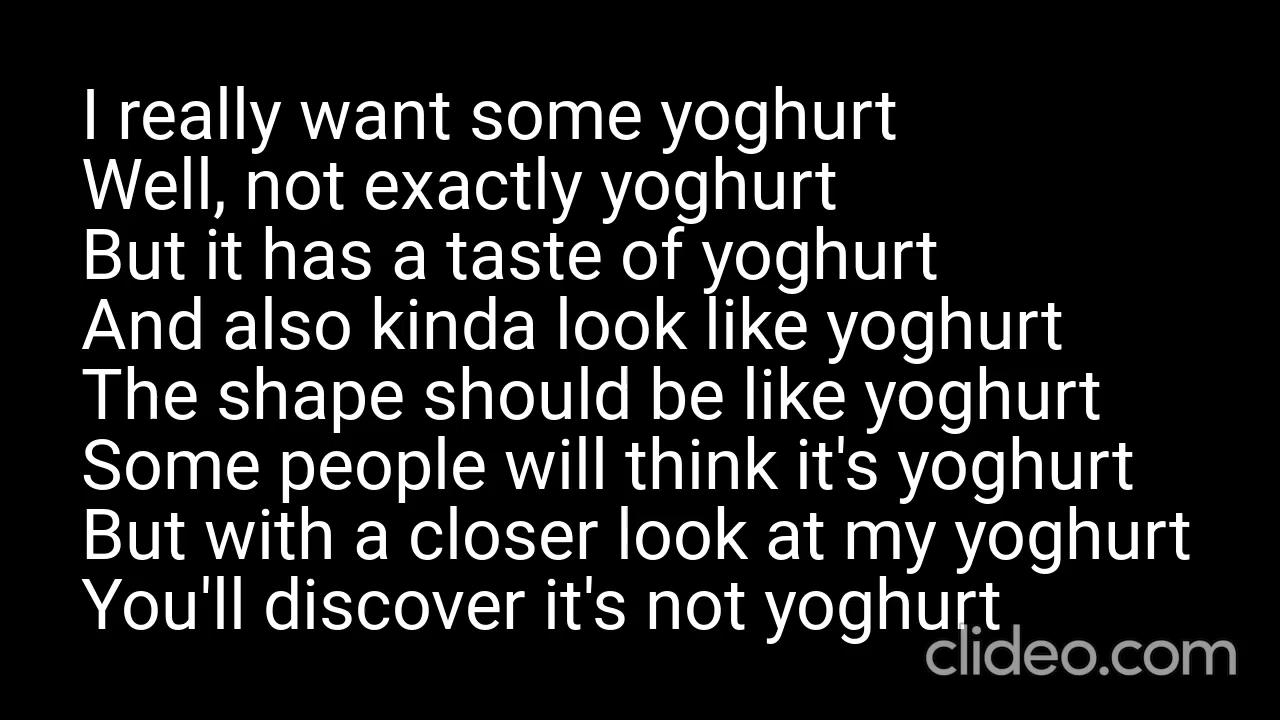 I really want some yoghurt
Well, not exactly yoghurt
But it has a taste of yoghurt
And also kinda look like yoghurt
The shape should be like yoghurt
Some people will think it's yoghurt
But with a closer look at my yoghurt
You'll discover it's not yoghurt
clideo.com